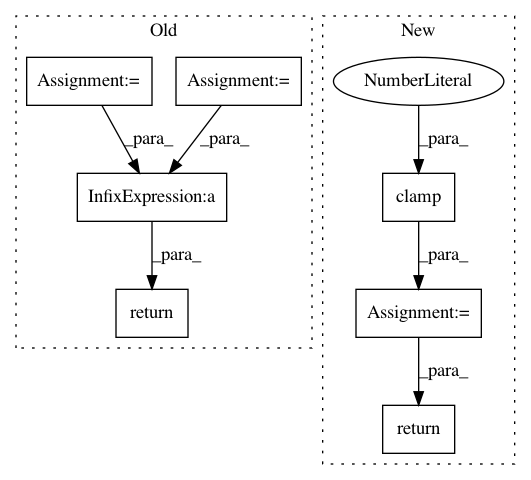 Old
New
Assignment:=
Assignment:=
NumberLiteral
_para_
_para_
_para_
InfixExpression:a
clamp
_para_
_para_
return
Assignment:=
_para_
return